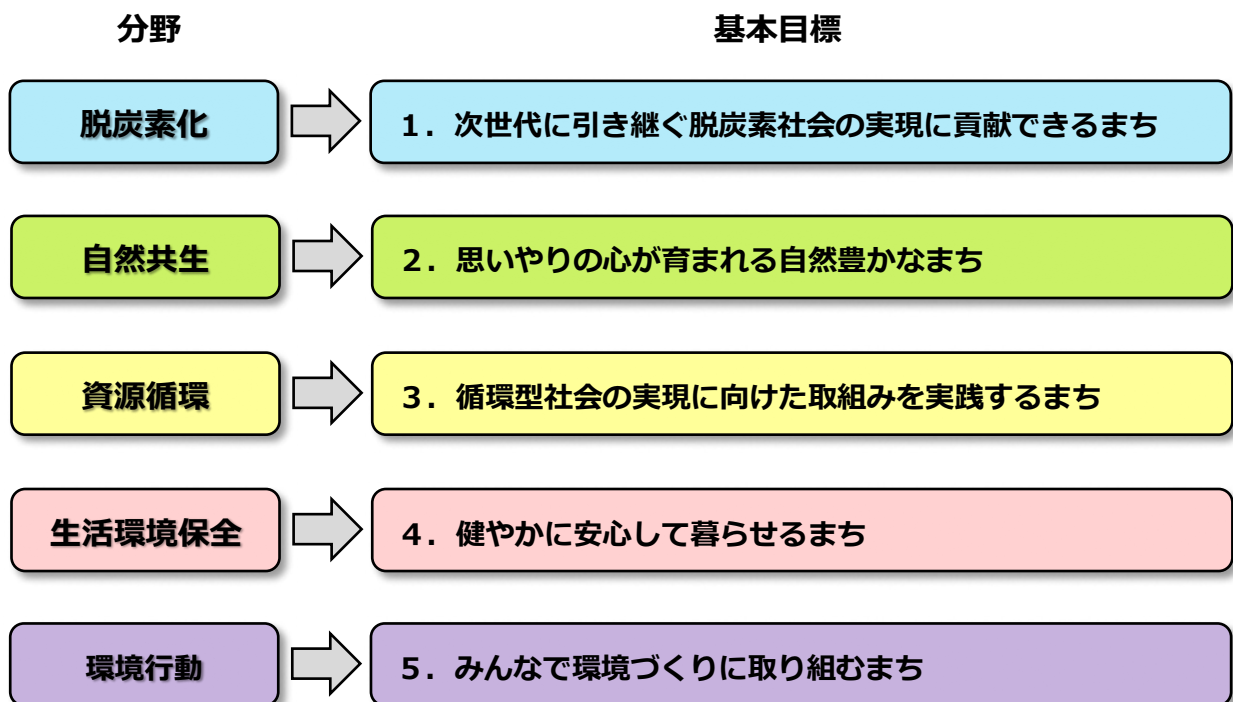 分野 基本目標
脱炭素化 1．次世代に引き継ぐ脱炭素社会の実現に貢献できるまち
自然共生 2．思いやりの心が育まれる自然豊かなまち
資源循環 3．循環型社会の実現に向けた取組みを実践するまち
生活環境保全 4．健やかに安心して暮らせるまち
環境行動 5．みんなで環境づくりに取り組むまち